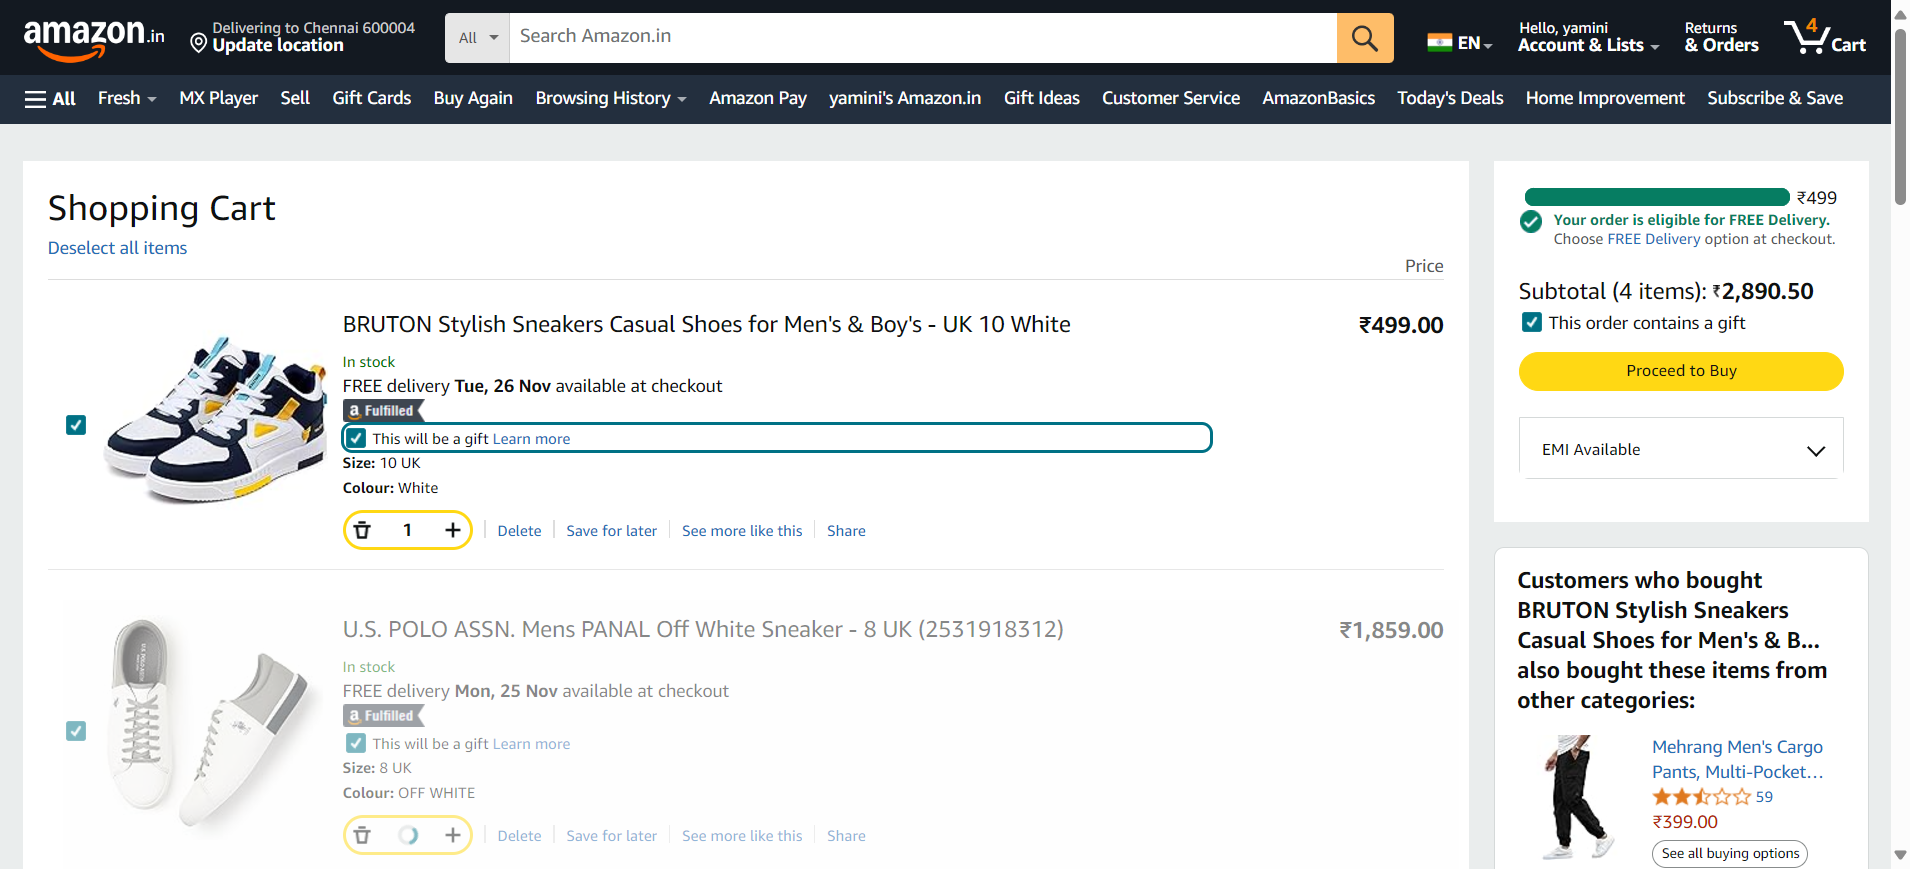 amazon.in
Delivering to Chennai 600004
Update location
All
Search Amazon.in
EN
Hello, yamini
Account & Lists
Returns
& Orders
4
Cart
All
Fresh
MX Player
Sell
Gift Cards
Buy Again
Browsing History
Amazon Pay
yamini's Amazon.in
Gift Ideas
Customer Service
AmazonBasics
Today's Deals
Home Improvement
Subscribe & Save
Shopping Cart
Deselect all items
Price
BRUTON Stylish Sneakers Casual Shoes for Men's & Boy's - UK 10 White
₹499.00
In stock
FREE delivery Tue, 26 Nov available at checkout
a Fulfilled
This will be a gift Learn more
Size: 10 UK
Colour: White
1
Delete
Save for later
See more like this
Share
U.S. POLO ASSN. Mens PANAL Off White Sneaker - 8 UK (2531918312)
₹1,859.00
In stock
FREE delivery Mon, 25 Nov available at checkout
a Fulfilled
This will be a gift Learn more
Size: 8 UK
Colour: OFF WHITE
Delete
Save for later
See more like this
Share
₹499
Your order is eligible for FREE Delivery.
Choose FREE Delivery option at checkout.
Subtotal (4 items): ₹2,890.50
This order contains a gift
Proceed to Buy
EMI Available
Customers who bought
BRUTON Stylish Sneakers
Casual Shoes for Men's & B...
also bought these items from
other categories:
Mehrang Men's Cargo
Pants, Multi-Pocket…
59
₹399.00
See all buying options